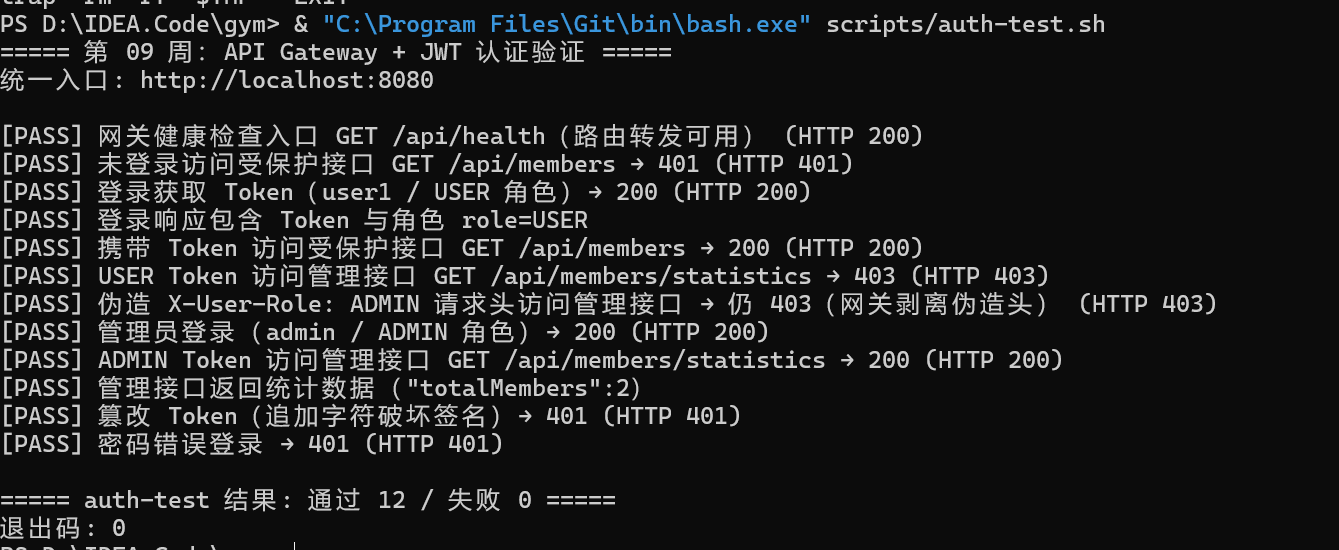 PS D:\IDEA.Code\gym> & "C:\Program Files\Git\bin\bash.exe" scripts/auth-test.sh
===== 第 09 周: API Gateway + JWT 认证验证 =====
统一入口: http://localhost:8080
[PASS] 网关健康检查入口 GET /api/health（路由转发可用） (HTTP 200)
[PASS] 未登录访问受保护接口 GET /api/members → 401 (HTTP 401)
[PASS] 登录获取 Token（user1 / USER 角色）→ 200 (HTTP 200)
[PASS] 登录响应包含 Token 与角色 role=USER
[PASS] 携带 Token 访问受保护接口 GET /api/members → 200 (HTTP 200)
[PASS] USER Token 访问管理接口 GET /api/members/statistics → 403 (HTTP 403)
[PASS] 伪造 X-User-Role: ADMIN 请求头访问管理接口 → 仍 403（网关剥离伪造头） (HTTP 403)
[PASS] 管理员登录（admin / ADMIN 角色）→ 200 (HTTP 200)
[PASS] ADMIN Token 访问管理接口 GET /api/members/statistics → 200 (HTTP 200)
[PASS] 管理接口返回统计数据（"totalMembers":2）
[PASS] 篡改 Token（追加字符破坏签名）→ 401 (HTTP 401)
[PASS] 密码错误登录 → 401 (HTTP 401)
===== auth-test 结果: 通过 12 / 失败 0 =====
退出码: 0